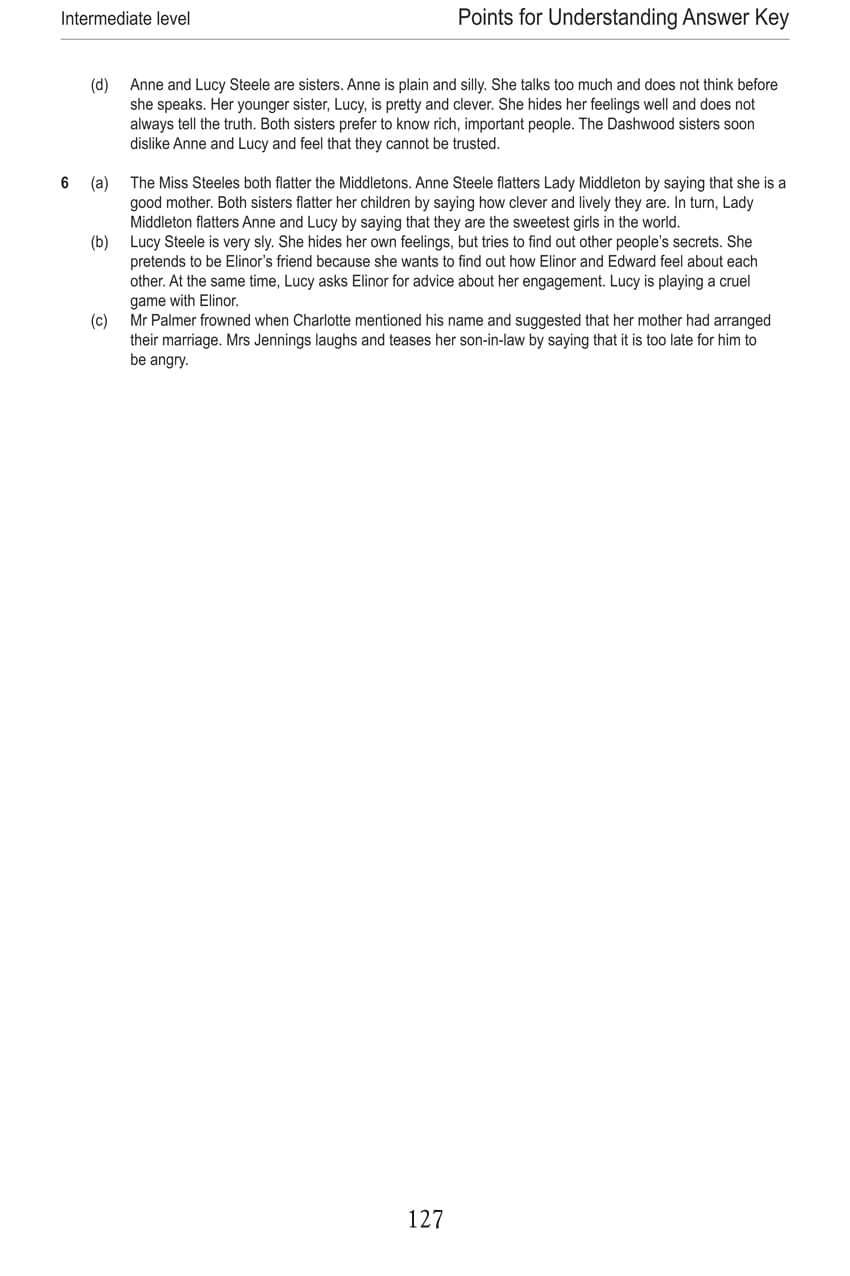 Intermediate level Points for Understanding Answer Key
(d) Anne and Lucy Steele are sisters. Anne is plain and silly. She talks too much and does not think before
she speaks. Her younger sister, Lucy, is pretty and clever. She hides her feelings well and does not
always tell the truth. Both sisters prefer to know rich, important people. The Dashwood sisters soon
dislike Anne and Lucy and feel that they cannot be trusted.
6 (a) The Miss Steeles both flatter the Middletons. Anne Steele flatters Lady Middleton by saying that she is a
good mother. Both sisters flatter her children by saying how clever and lively they are. In turn, Lady
Middleton flatters Anne and Lucy by saying that they are the sweetest girls in the world.
(b) Lucy Steele is very sly. She hides her own feelings, but tries to find out other people’s secrets. She
pretends to be Elinor’s friend because she wants to find out how Elinor and Edward feel about each
other. At the same time, Lucy asks Elinor for advice about her engagement. Lucy is playing a cruel
game with Elinor.
(c) Mr Palmer frowned when Charlotte mentioned his name and suggested that her mother had arranged
their marriage. Mrs Jennings laughs and teases her son-in-law by saying that it is too late for him to
be angry.
127